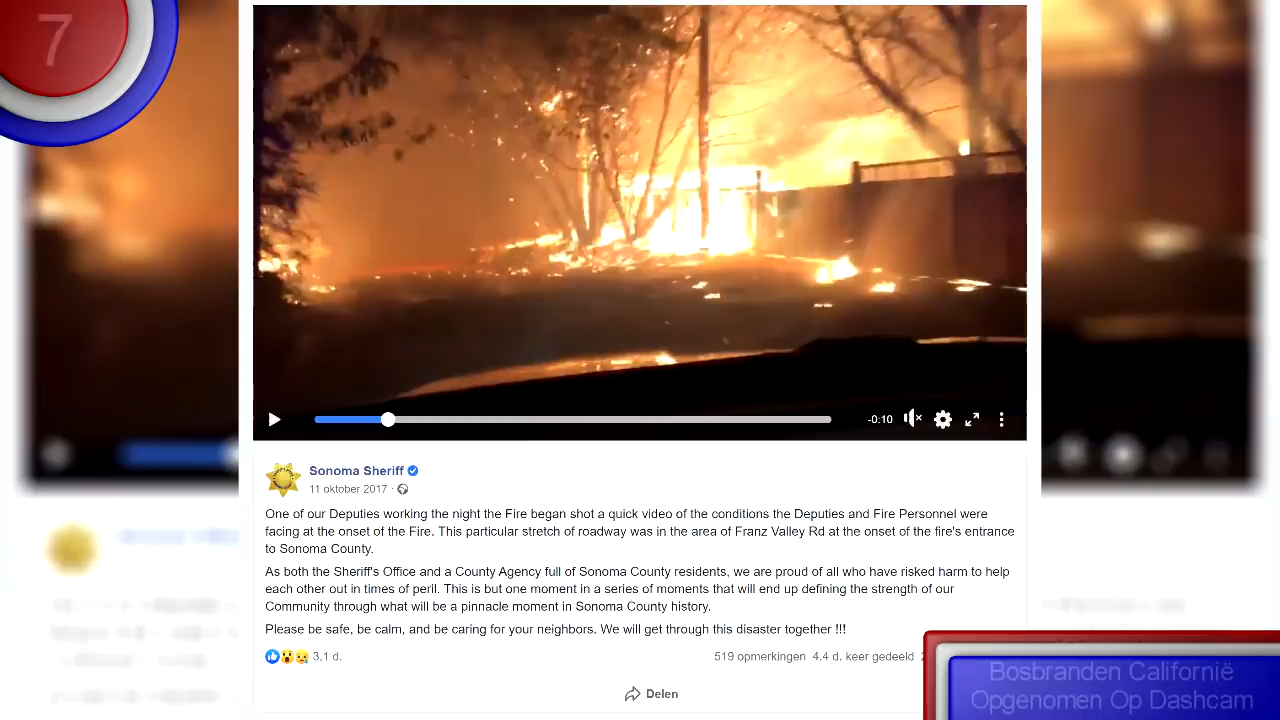 7
-0:10
Sonoma Sheriff
11 oktober 2017 ·
One of our Deputies working the night the Fire began shot a quick video of the conditions the Deputies and Fire Personnel were
facing at the onset of the Fire. This particular stretch of roadway was in the area of Franz Valley Rd at the onset of the fire's entrance
to Sonoma County.
As both the Sheriff's Office and a County Agency full of Sonoma County residents, we are proud of all who have risked harm to help
each other out in times of peril. This is but one moment in a series of moments that will end up defining the strength of our
Community through what will be a pinnacle moment in Sonoma County history.
Please be safe, be calm, and be caring for your neighbors. We will get through this disaster together !!!
3,1 d. 519 opmerkingen 4,4 d. keer gedeeld
Delen
Bosbranden Californië
Opgenomen Op Dashcam